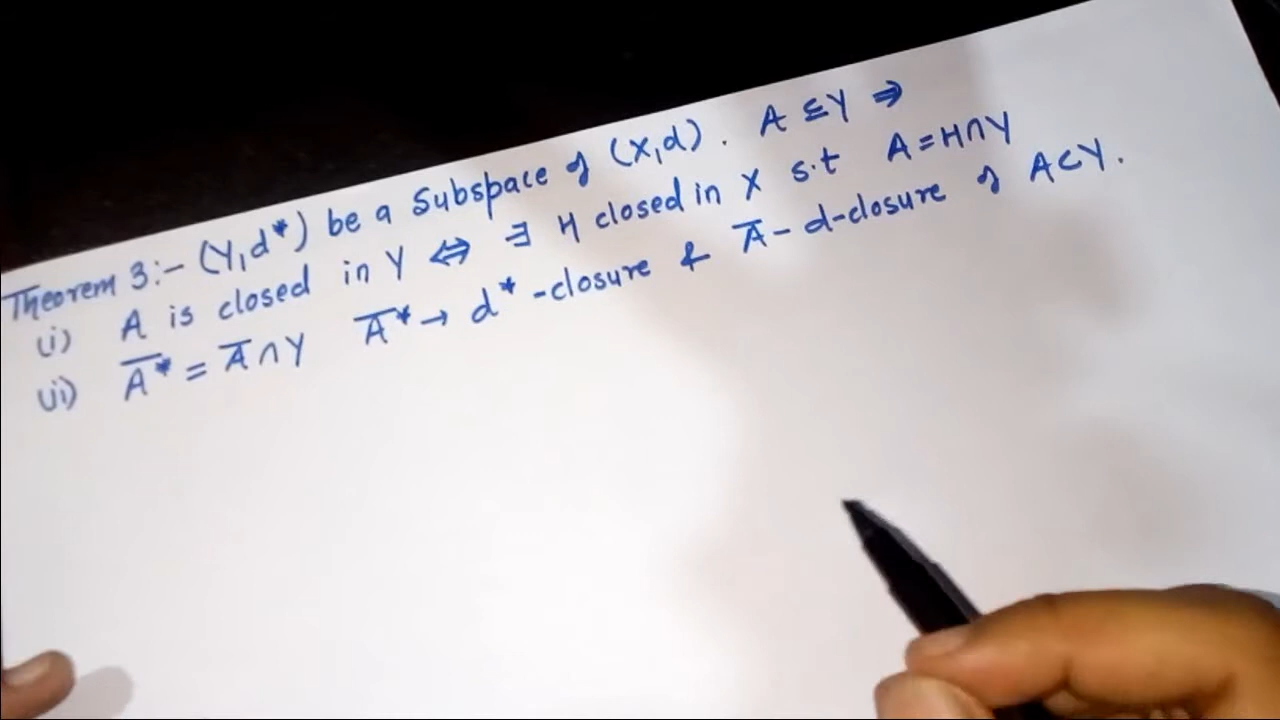 Theorem 3:- (Y,d*) be a subspace of (X,d). A ⊆ Y ⇒
(i) A is closed in Y ⇔ ∃ H closed in X s.t A = H∩Y
(ii) A̅* = A̅ ∩ Y A̅* → d* -closure & A̅ - d-closure of A⊂Y.